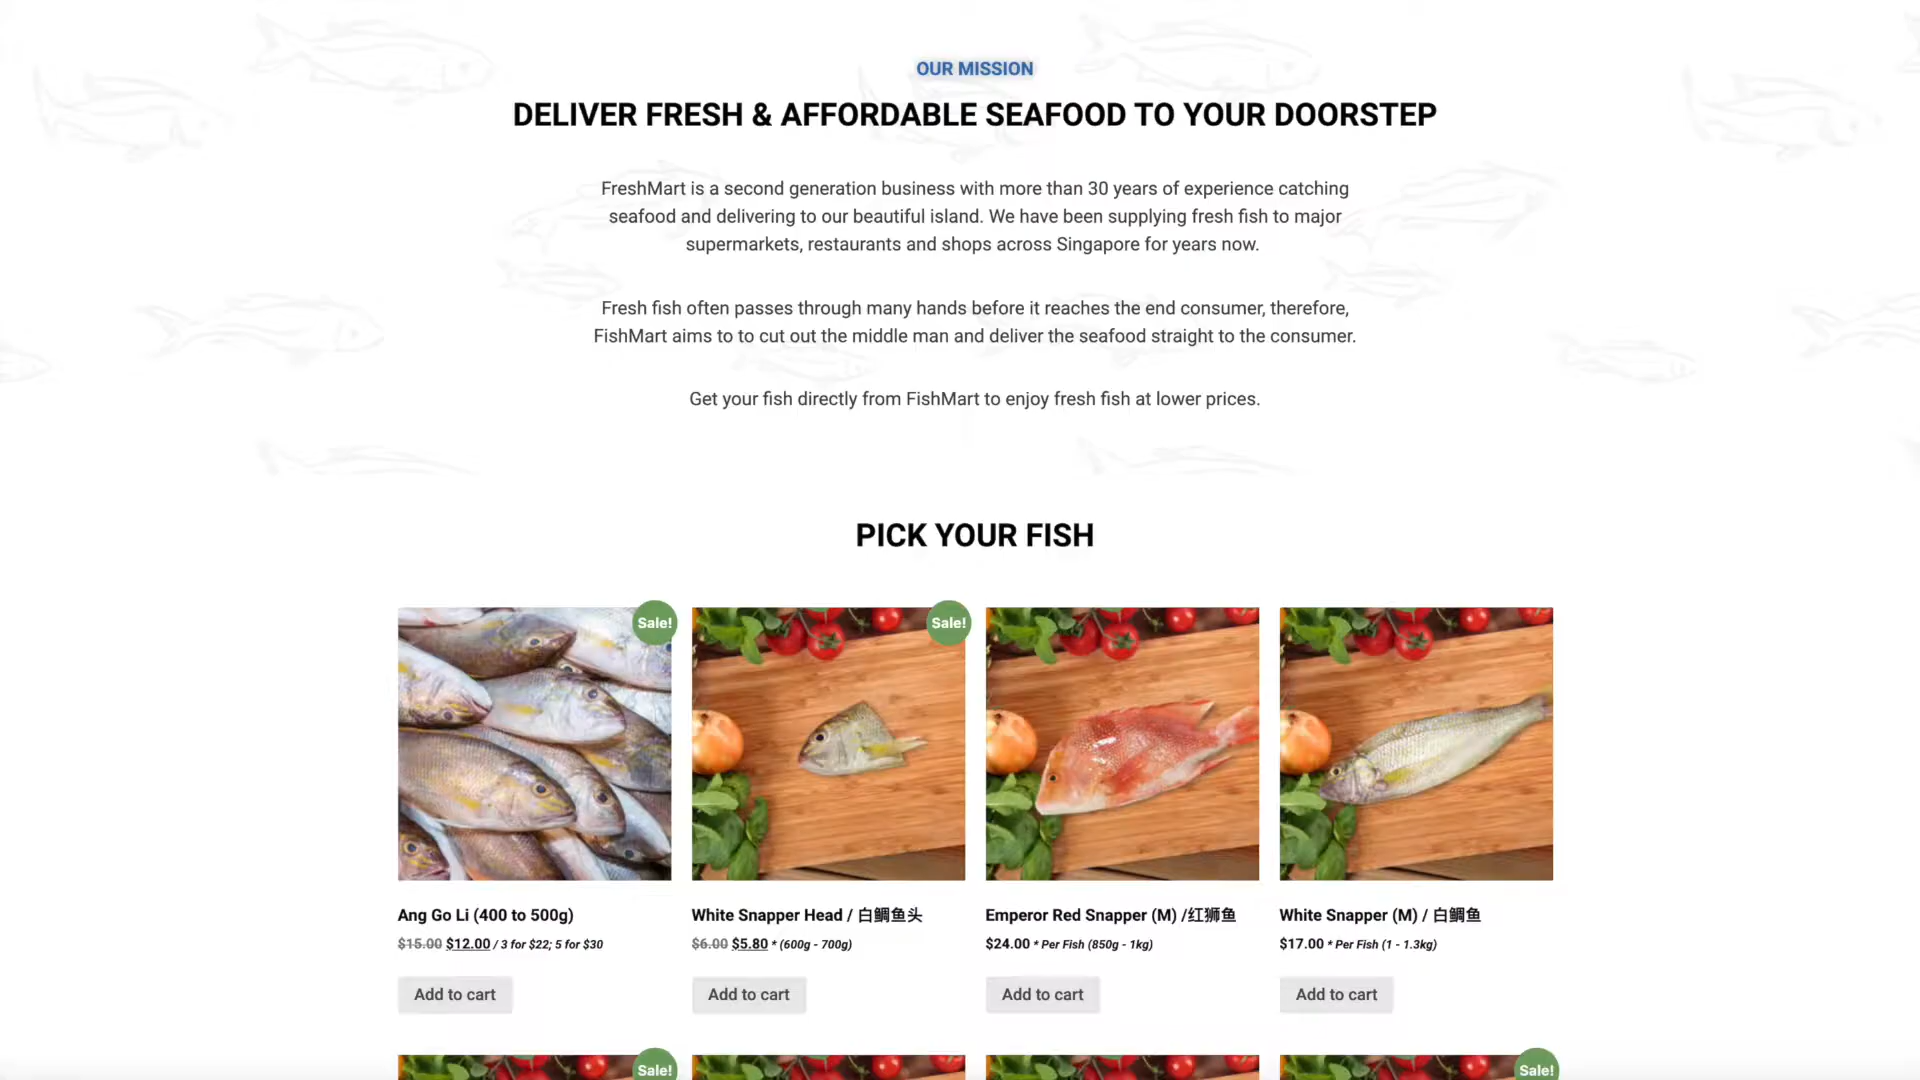 OUR MISSION
DELIVER FRESH & AFFORDABLE SEAFOOD TO YOUR DOORSTEP
FreshMart is a second generation business with more than 30 years of experience catching
seafood and delivering to our beautiful island. We have been supplying fresh fish to major
supermarkets, restaurants and shops across Singapore for years now.
Fresh fish often passes through many hands before it reaches the end consumer, therefore,
FishMart aims to to cut out the middle man and deliver the seafood straight to the consumer.
Get your fish directly from FishMart to enjoy fresh fish at lower prices.
PICK YOUR FISH
Sale!
Sale!
Ang Go Li (400 to 500g)
$15.00 $12.00 / 3 for $22; 5 for $30
Add to cart
White Snapper Head / 白鲷鱼头
$6.00 $5.80 * (600g - 700g)
Add to cart
Emperor Red Snapper (M) /红狮鱼
$24.00 * Per Fish (850g - 1kg)
Add to cart
White Snapper (M) / 白鲷鱼
$17.00 * Per Fish (1 - 1.3kg)
Add to cart
Sale!
Sale!